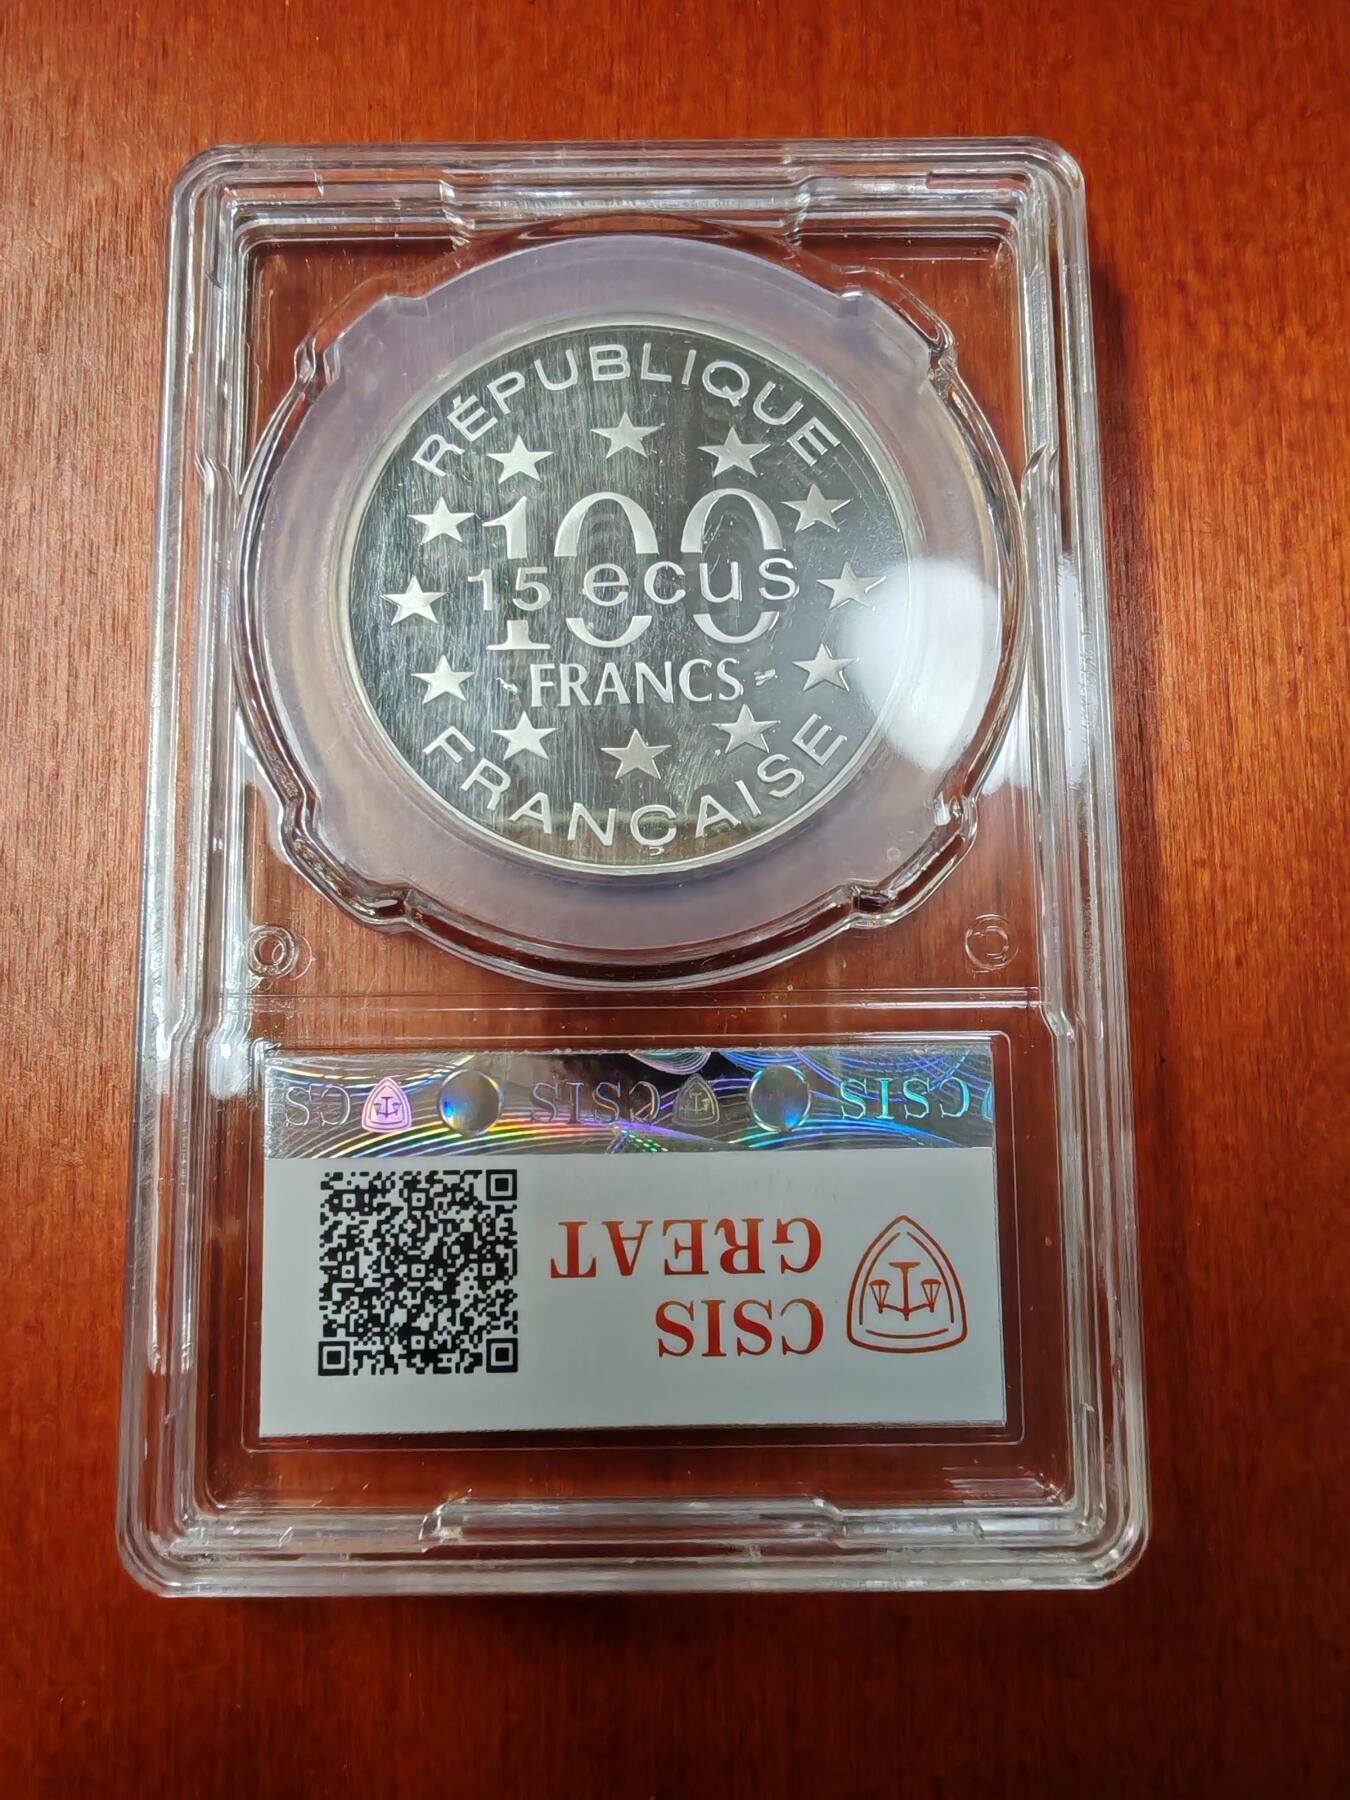 RÉPUBLIQUE
100
15 ecus
FRANCS
FRANÇAISE
CSIS
CSIS
CSIS
GREAT
CSIS